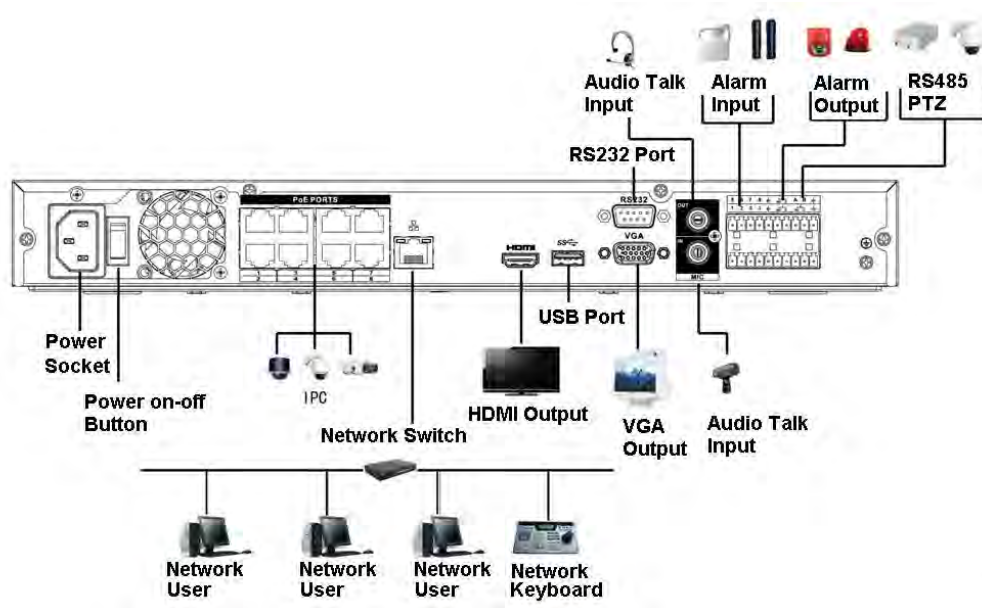 Audio Talk
Input
Alarm
Input
Alarm
Output
RS485
PTZ
RS232 Port
PoE PORTS
RS232
OUT
VGA
HDMI
SS
IN
MIC
USB Port
Power
Socket
IPC
Power on-off
Button
HDMI Output
Network Switch
VGA
Output
Audio Talk
Input
Network
User
Network
User
Network
User
Network
Keyboard